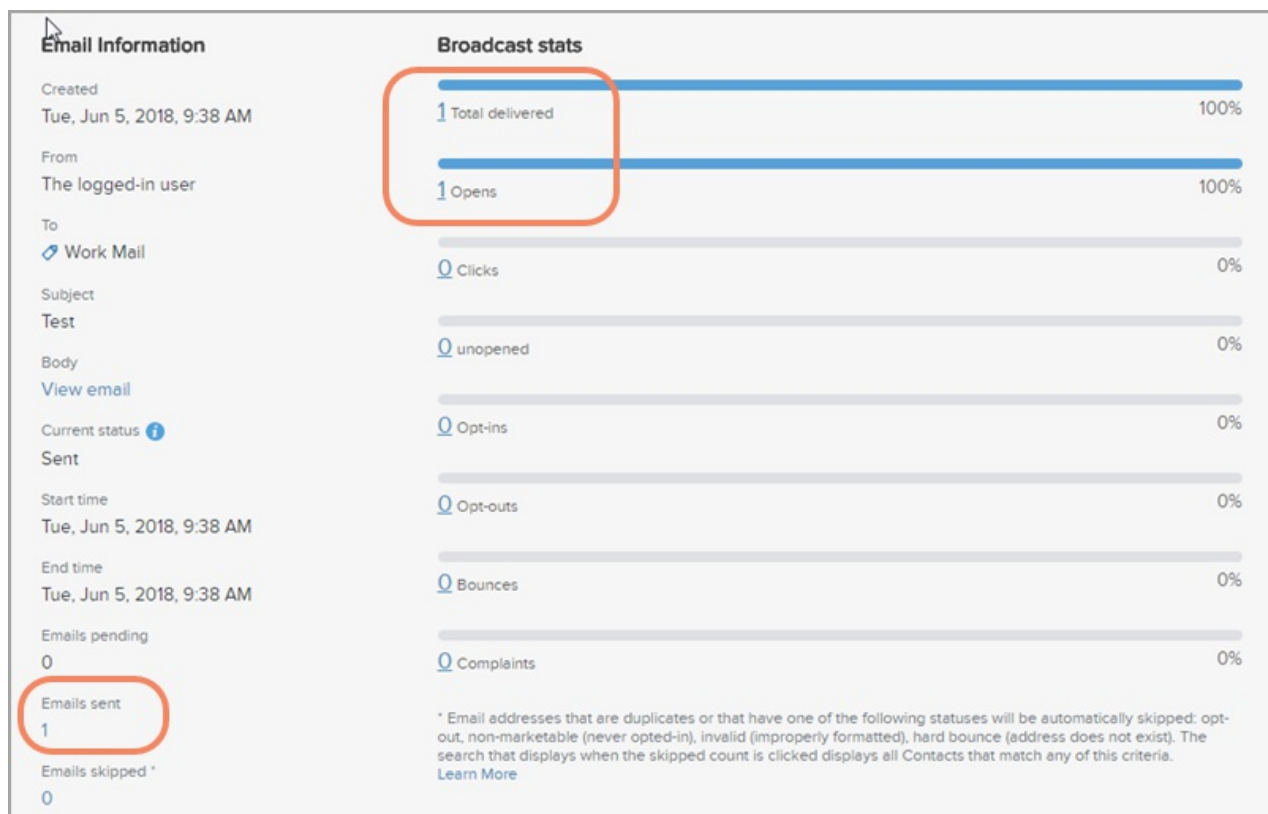 Email Information
Created
Tue, Jun 5, 2018, 9:38 AM
From
The logged-in user
To
Work Mail
Subject
Test
Body
View email
Current status
Sent
Start time
Tue, Jun 5, 2018, 9:38 AM
End time
Tue, Jun 5, 2018, 9:38 AM
Emails pending
0
Emails sent
1
Emails skipped *
0
Broadcast stats
1 Total delivered 100%
1 Opens 100%
0 Clicks 0%
0 unopened 0%
0 Opt-ins 0%
0 Opt-outs 0%
0 Bounces 0%
0 Complaints 0%
* Email addresses that are duplicates or that have one of the following statuses will be automatically skipped: opt-
out, non-marketable (never opted-in), invalid (improperly formatted), hard bounce (address does not exist). The
search that displays when the skipped count is clicked displays all Contacts that match any of this criteria.
Learn More